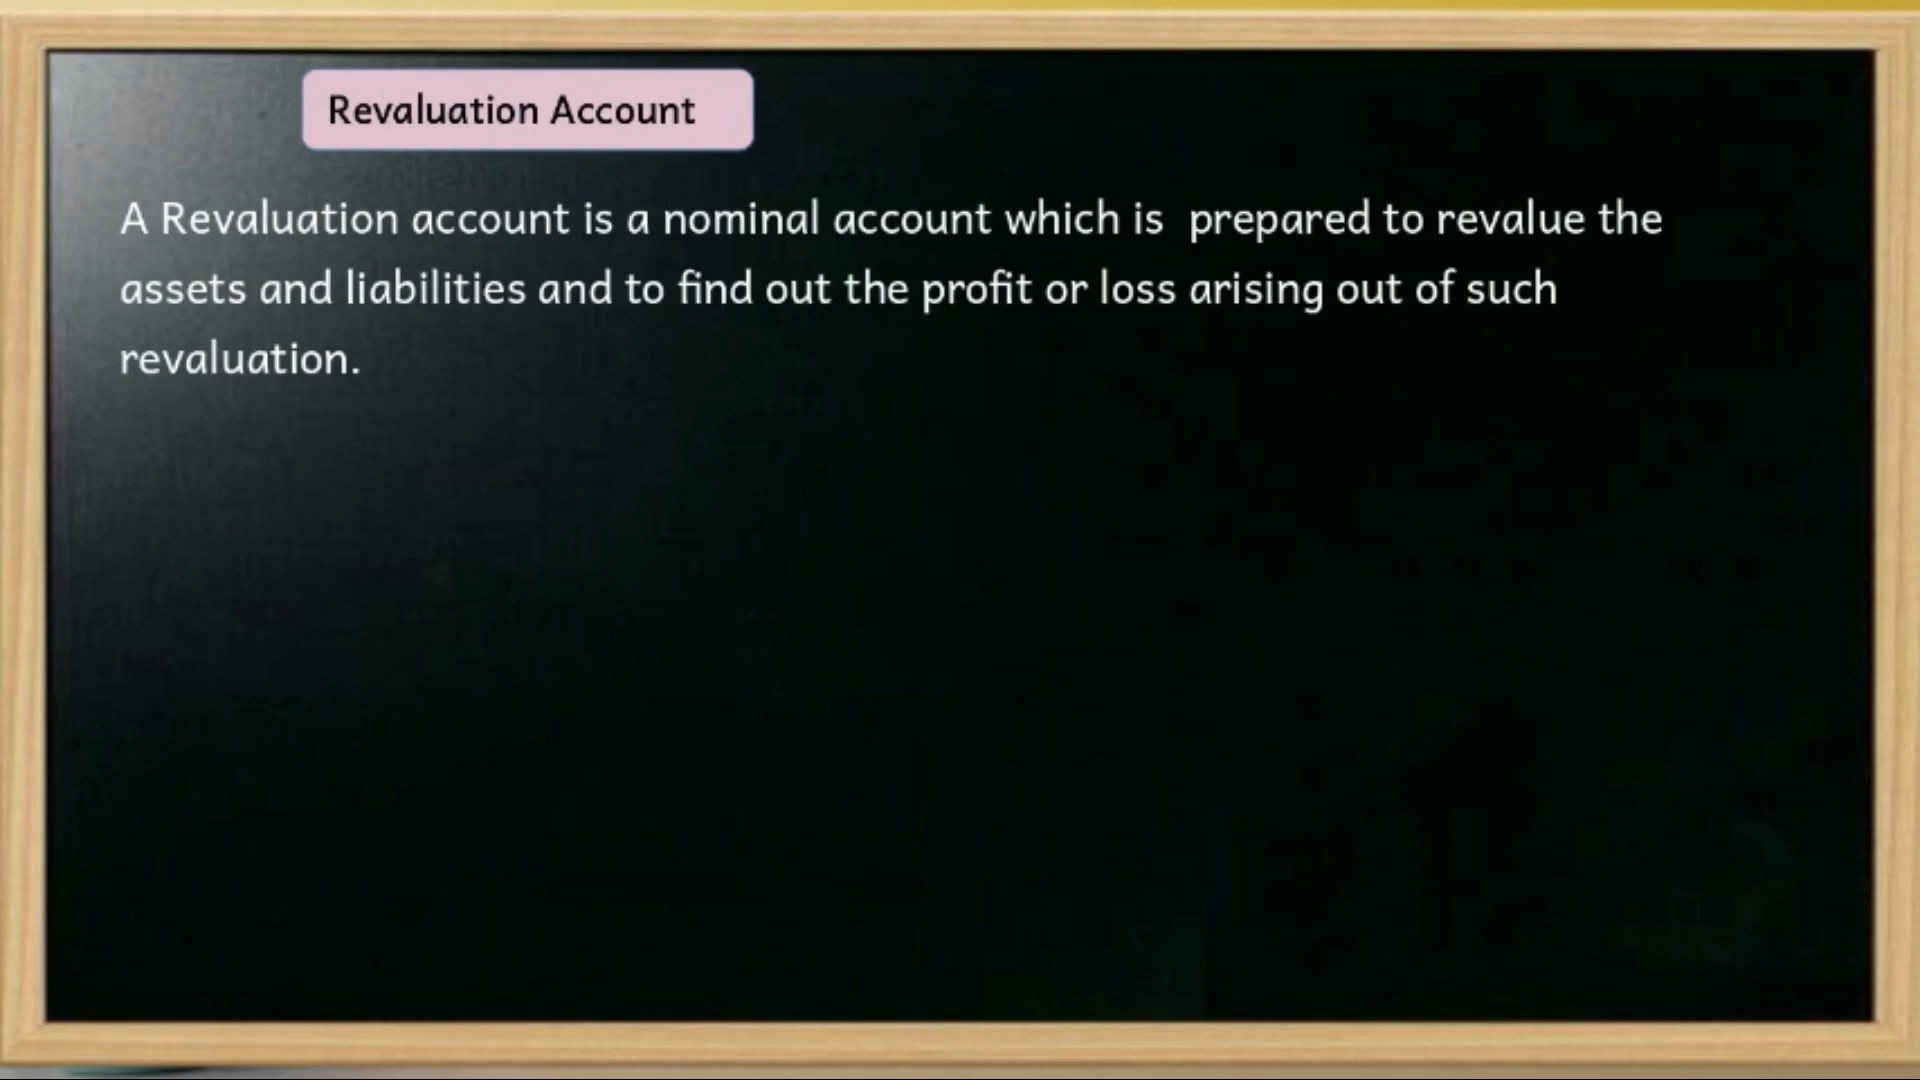 Revaluation Account
A Revaluation account is a nominal account which is prepared to revalue the
assets and liabilities and to find out the profit or loss arising out of such
revaluation.